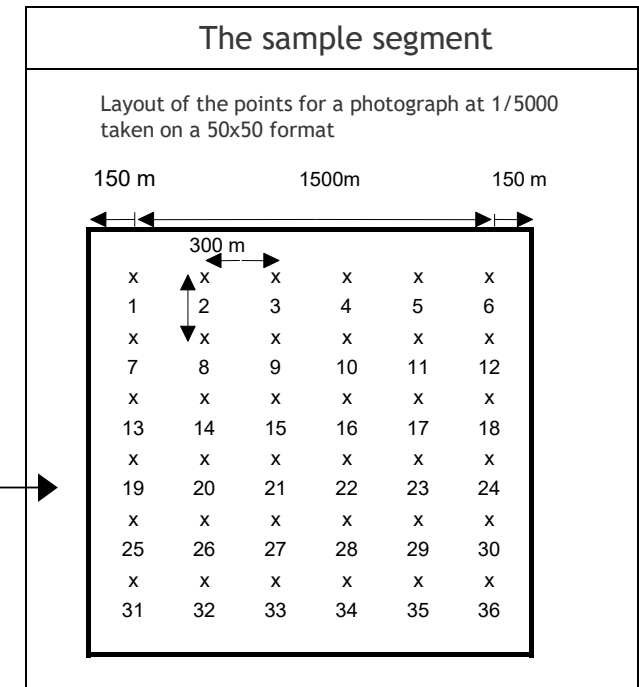 The sample segment
Layout of the points for a photograph at 1/5000
taken on a 50x50 format
150 m 1500m 150 m
300 m
x x x x x x
1 2 3 4 5 6
x x x x x x
7 8 9 10 11 12
x x x x x x
13 14 15 16 17 18
x x x x x x
19 20 21 22 23 24
x x x x x x
25 26 27 28 29 30
x x x x x x
31 32 33 34 35 36